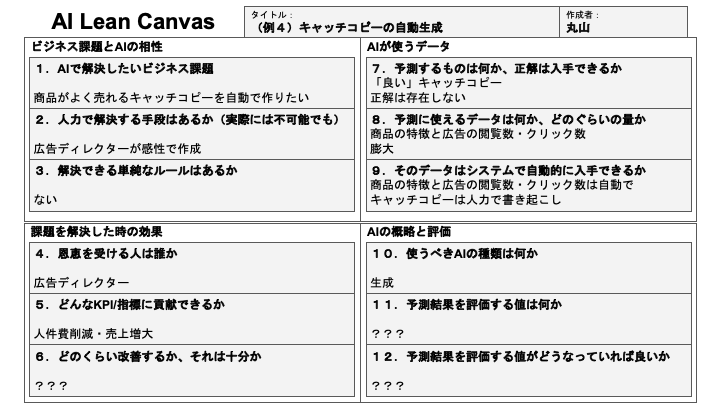 AI Lean Canvas
タイトル：
（例４）キャッチコピーの自動生成
作成者：
丸山
ビジネス課題とAIの相性
１．AIで解決したいビジネス課題
商品がよく売れるキャッチコピーを自動で作りたい
２．人力で解決する手段はあるか（実際には不可能でも）
広告ディレクターが感性で作成
３．解決できる単純なルールはあるか
ない
AIが使うデータ
７．予測するものは何か、正解は入手できるか
「良い」キャッチコピー
正解は存在しない
８．予測に使えるデータは何か、どのぐらいの量か
商品の特徴と広告の閲覧数・クリック数
膨大
９．そのデータはシステムで自動的に入手できるか
商品の特徴と広告の閲覧数・クリック数は自動で
キャッチコピーは人力で書き起こし
課題を解決した時の効果
４．恩恵を受ける人は誰か
広告ディレクター
５．どんなKPI/指標に貢献できるか
人件費削減・売上増大
６．どのくらい改善するか、それは十分か
？？？
AIの概略と評価
１０．使うべきAIの種類は何か
生成
１１．予測結果を評価する値は何か
？？？
１２．予測結果を評価する値がどうなっていれば良いか
？？？